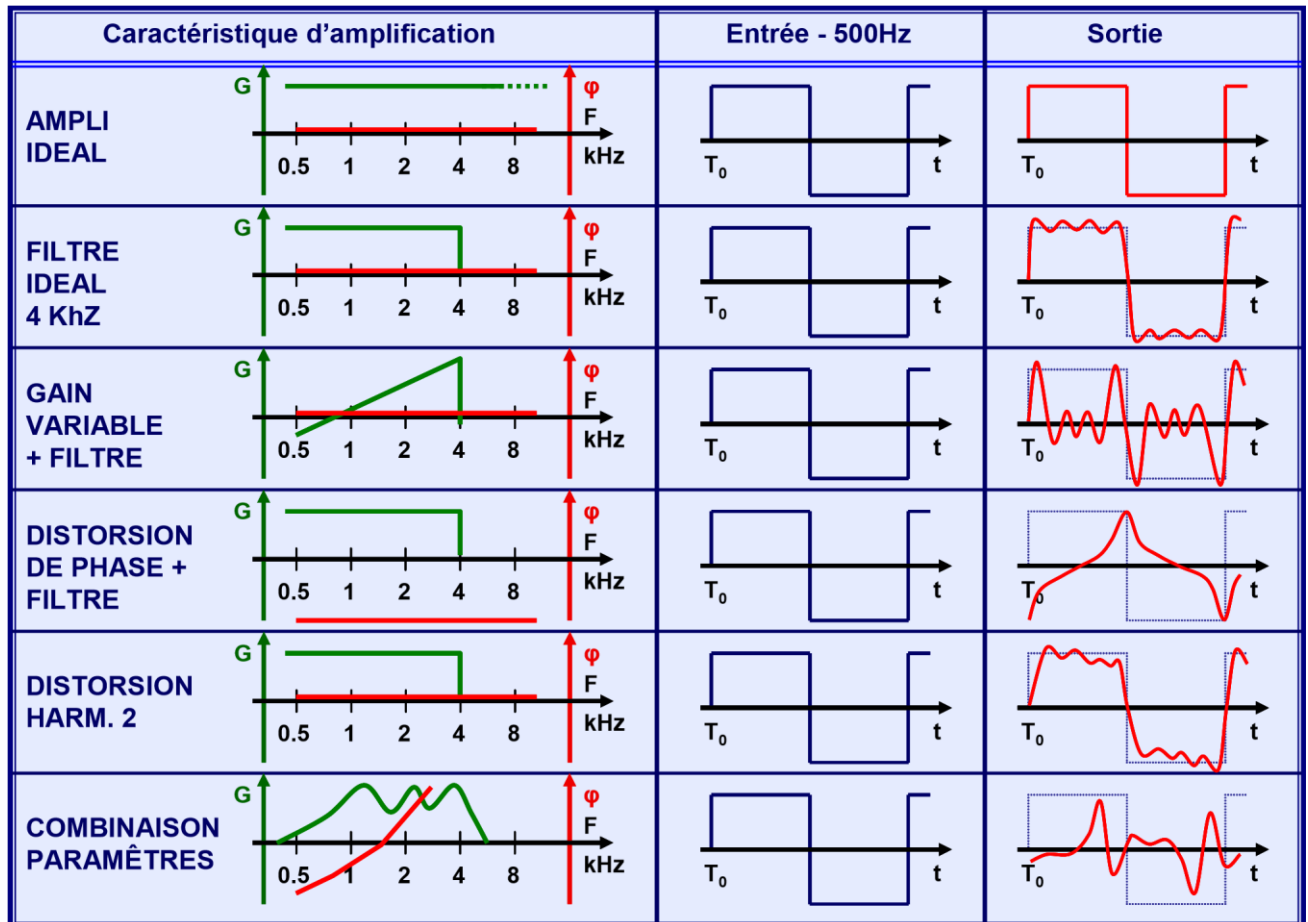 Caractéristique d’amplification
Entrée - 500Hz
Sortie
AMPLI
IDEAL
G
φ
F
kHz
0.5 1 2 4 8
T0 t
T0 t
FILTRE
IDEAL
4 KhZ
G
φ
F
kHz
0.5 1 2 4 8
T0 t
T0 t
GAIN
VARIABLE
+ FILTRE
G
φ
F
kHz
0.5 1 2 4 8
T0 t
T0 t
DISTORSION
DE PHASE +
FILTRE
G
φ
F
kHz
0.5 1 2 4 8
T0 t
T0 t
DISTORSION
HARM. 2
G
φ
F
kHz
0.5 1 2 4 8
T0 t
T0 t
COMBINAISON
PARAMÊTRES
G
φ
F
kHz
0.5 1 2 4 8
T0 t
T0 t